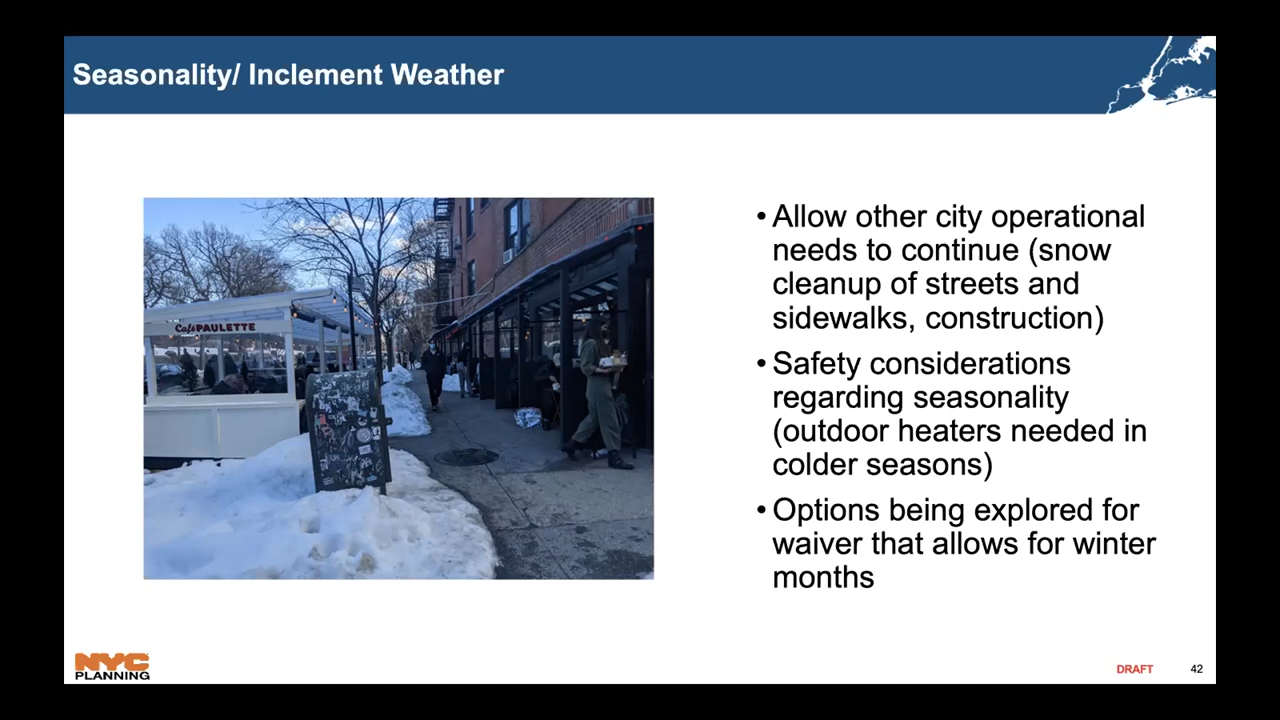 Seasonality/ Inclement Weather
Café PAULETTE
• Allow other city operational
needs to continue (snow
cleanup of streets and
sidewalks, construction)
• Safety considerations
regarding seasonality
(outdoor heaters needed in
colder seasons)
• Options being explored for
waiver that allows for winter
months
NYC
PLANNING
DRAFT
42